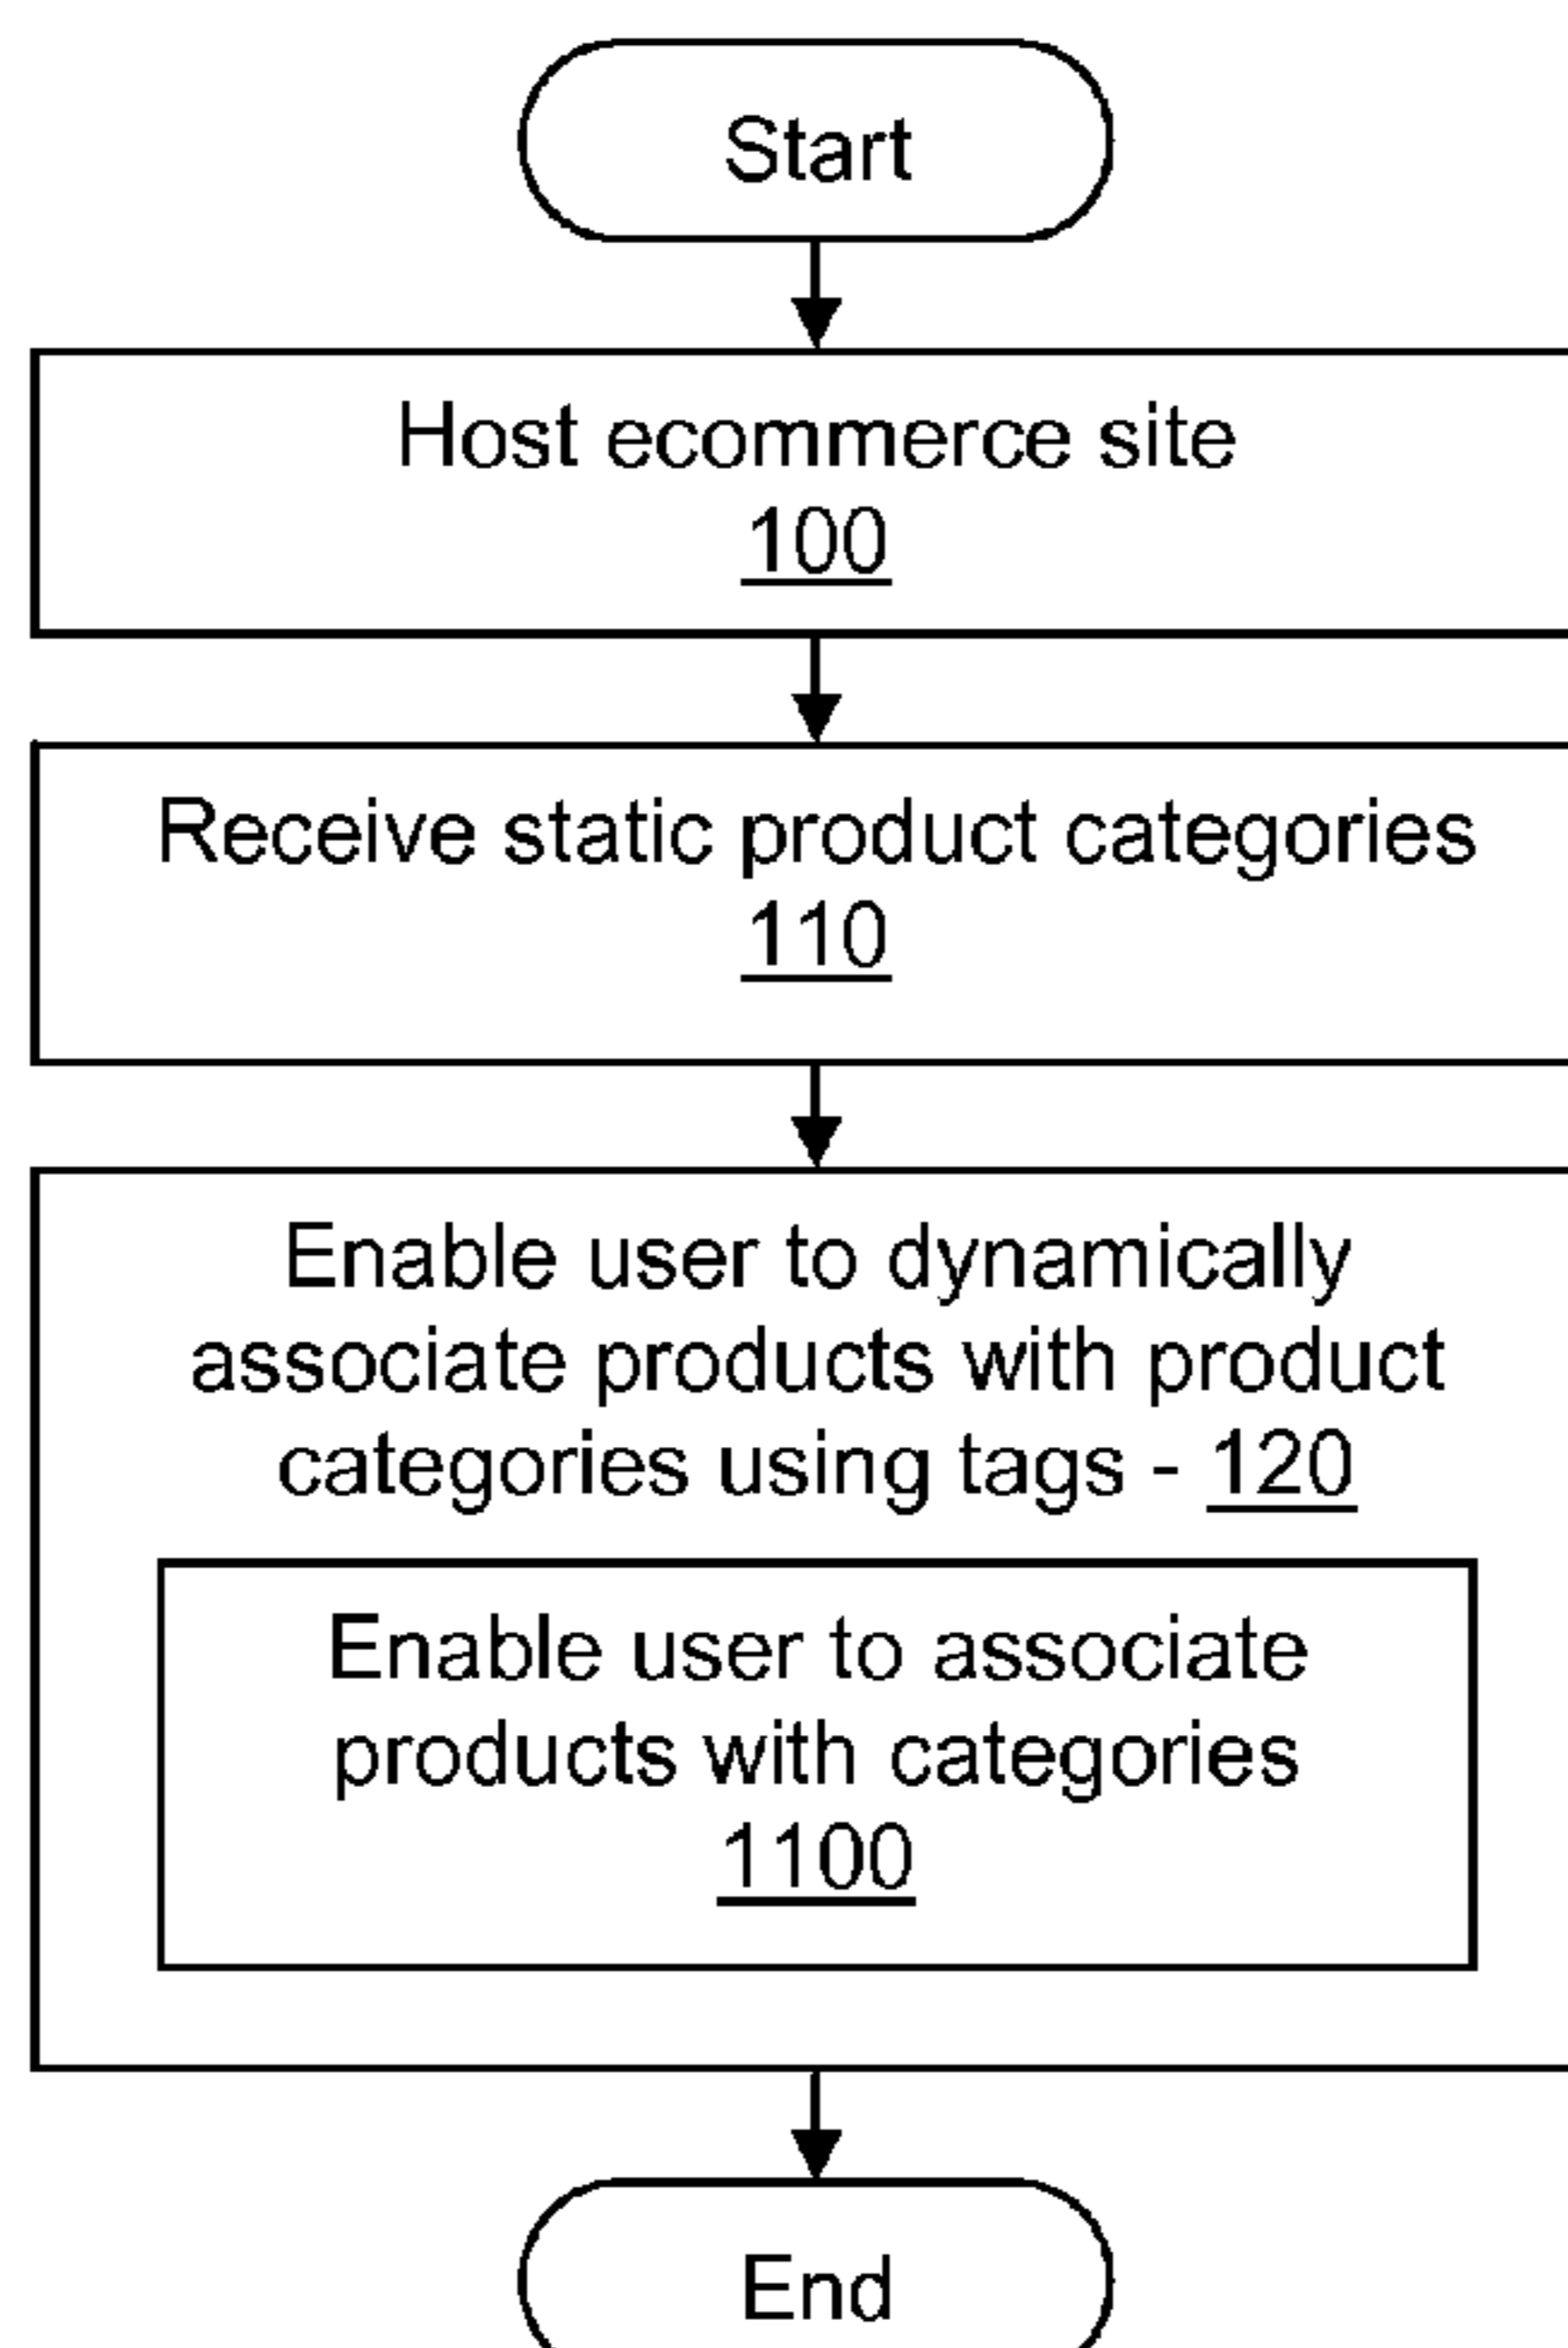 Start
Host ecommerce site
100
Receive static product categories
110
Enable user to dynamically
associate products with product
categories using tags - 120
Enable user to associate
products with categories
1100
End